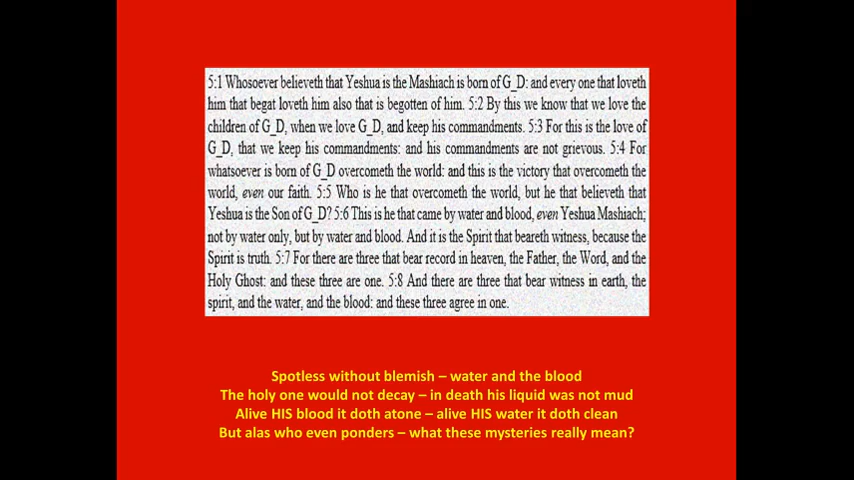 5:1 Whosoever believeth that Yeshua is the Mashiach is born of G_D: and every one that loveth
him that begat loveth him also that is begotten of him. 5:2 By this we know that we love the
children of G_D, when we love G_D, and keep his commandments. 5:3 For this is the love of
G_D, that we keep his commandments: and his commandments are not grievous. 5:4 For
whatsoever is born of G_D overcometh the world: and this is the victory that overcometh the
world, even our faith. 5:5 Who is he that overcometh the world, but he that believeth that
Yeshua is the Son of G_D? 5:6 This is he that came by water and blood, even Yeshua Mashiach;
not by water only, but by water and blood. And it is the Spirit that beareth witness, because the
Spirit is truth. 5:7 For there are three that bear record in heaven, the Father, the Word, and the
Holy Ghost: and these three are one. 5:8 And there are three that bear witness in earth, the
spirit, and the water, and the blood: and these three agree in one.
Spotless without blemish – water and the blood
The holy one would not decay – in death his liquid was not mud
Alive HIS blood it doth atone – alive HIS water it doth clean
But alas who even ponders – what these mysteries really mean?